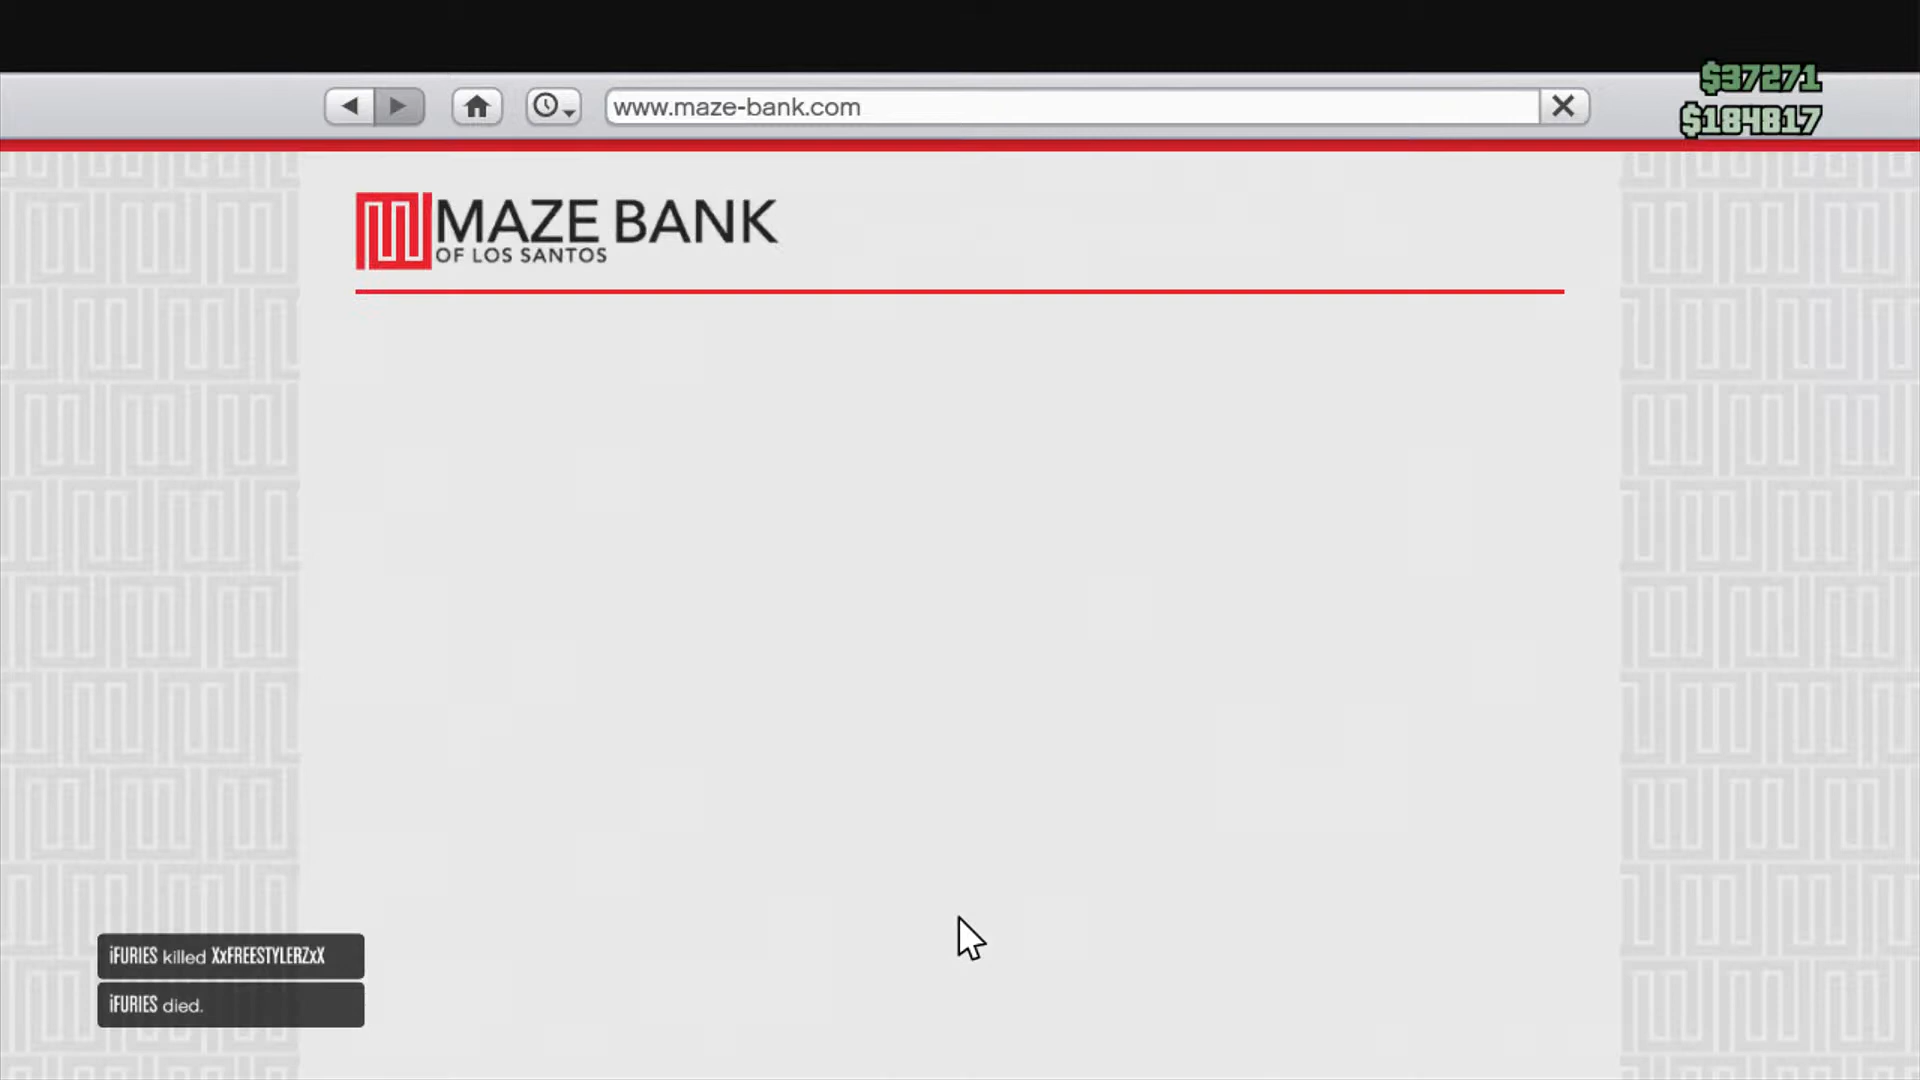 www.maze-bank.com
$37271
$184817
MAZE BANK
OF LOS SANTOS
iFURIES killed XxFREESTYLERZxX
iFURIES died.